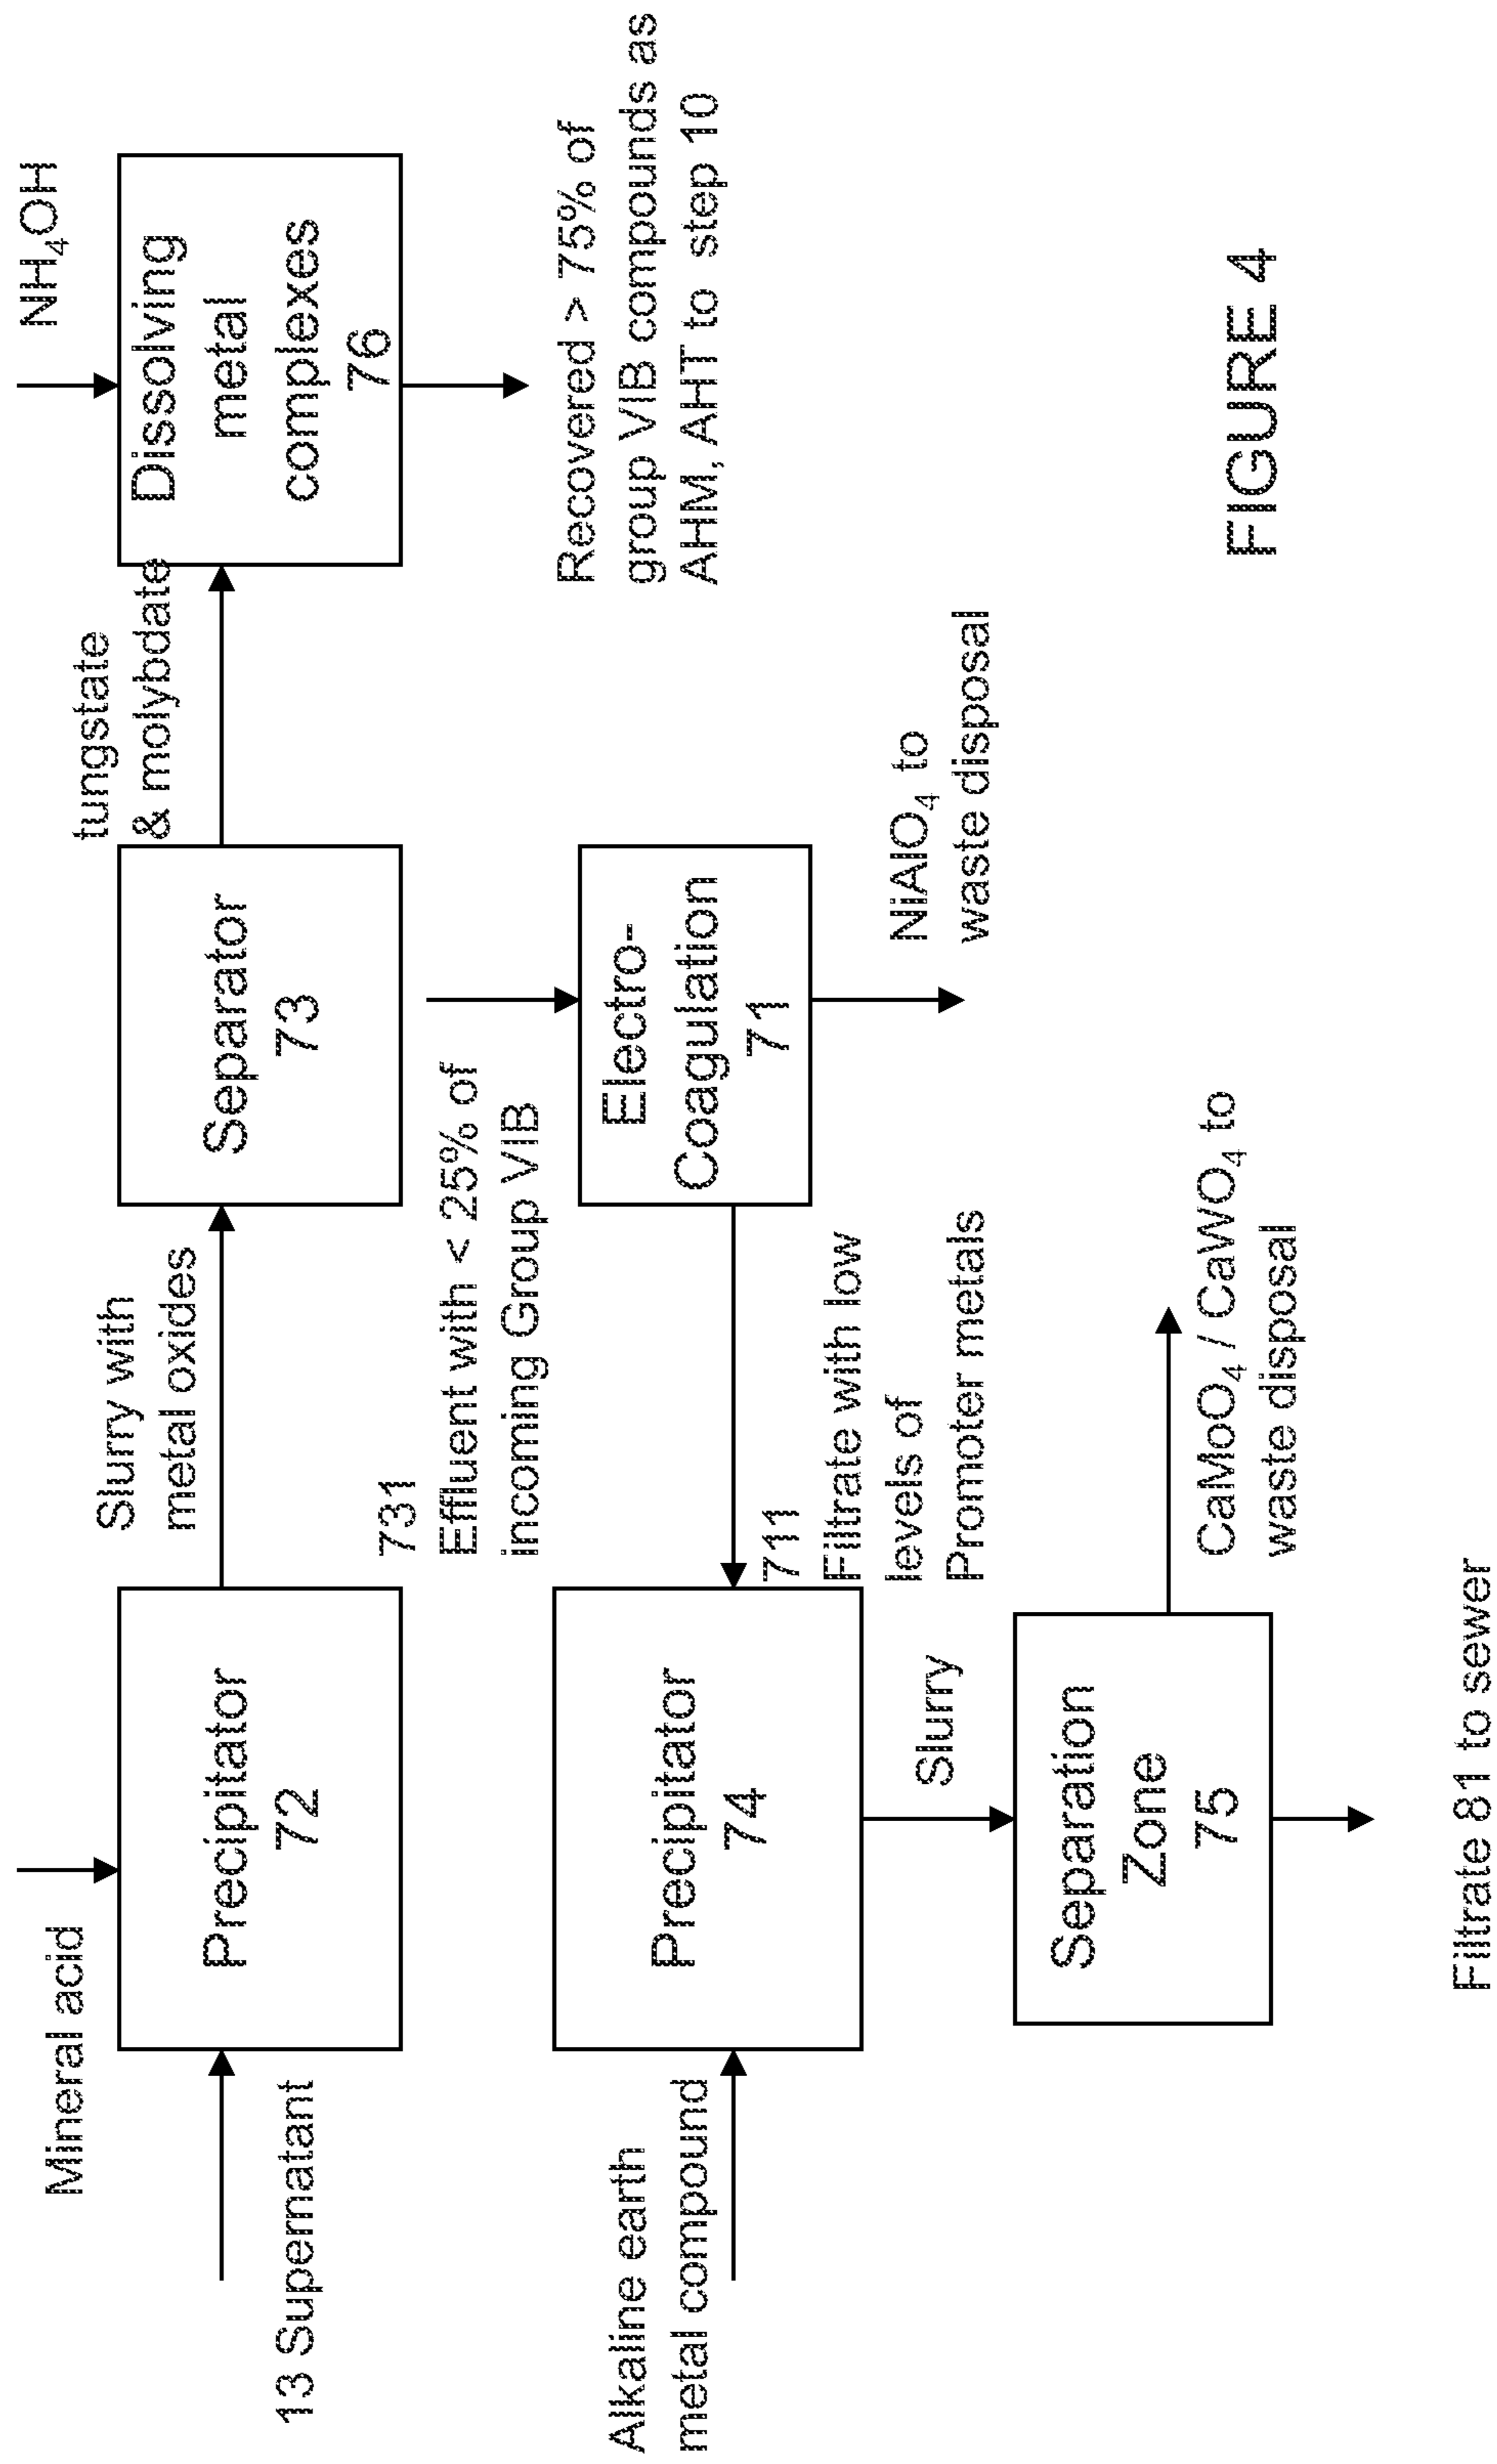 Mineral acid
13 Supernatant
Precipitator
72
Slurry with
metal oxides
Separator
73
tungstate
& molybdate
NH4OH
Dissolving
metal
complexes
76
Recovered > 75% of
group VIB compounds as
AHM, AHT to step 10
731
Effluent with < 25% of
incoming Group VIB
Electro-
Coagulation
71
NiAlO4 to
waste disposal
711
Filtrate with low
levels of
Promoter metals
Alkaline earth
metal compound
Precipitator
74
Slurry
Separation
Zone
75
CaMoO4 / CaWO4 to
waste disposal
Filtrate 81 to sewer
FIGURE 4